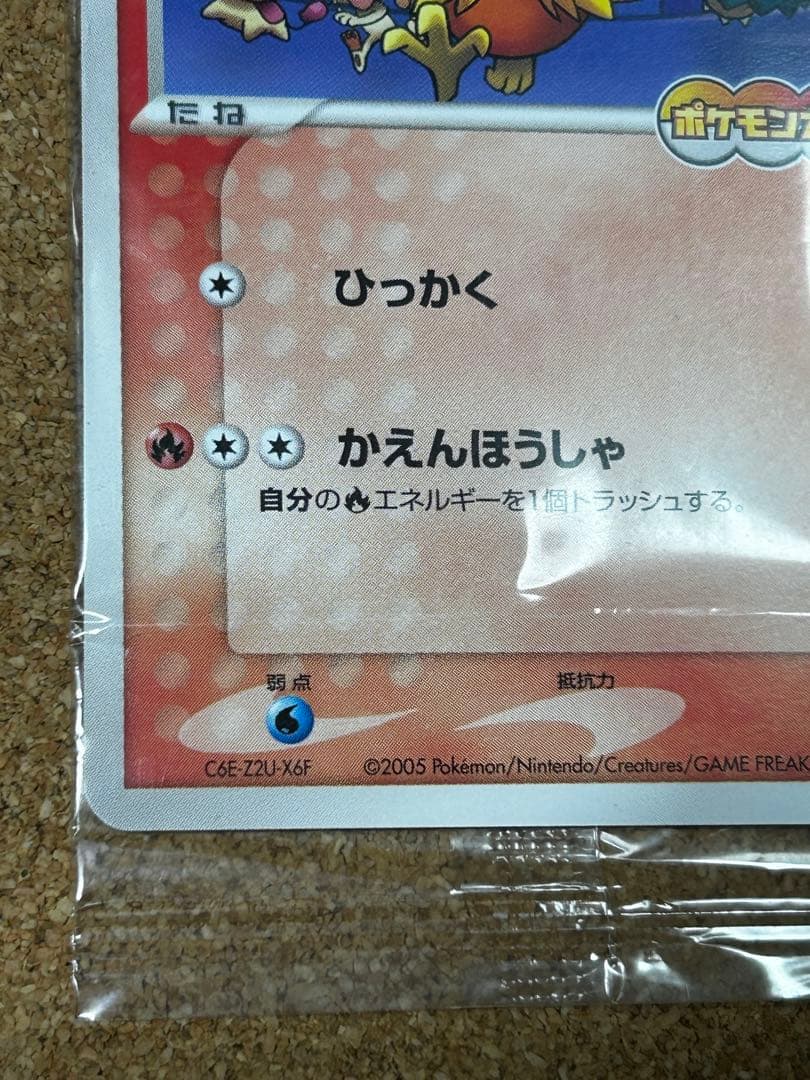 たね
ポケモンカ
ひっかく
かえんほうしゃ
自分のエネルギーを1個トラッシュする。
弱点
抵抗力
C6E-Z2U-X6F
©2005 Pokémon/Nintendo/Creatures/GAME FREAK